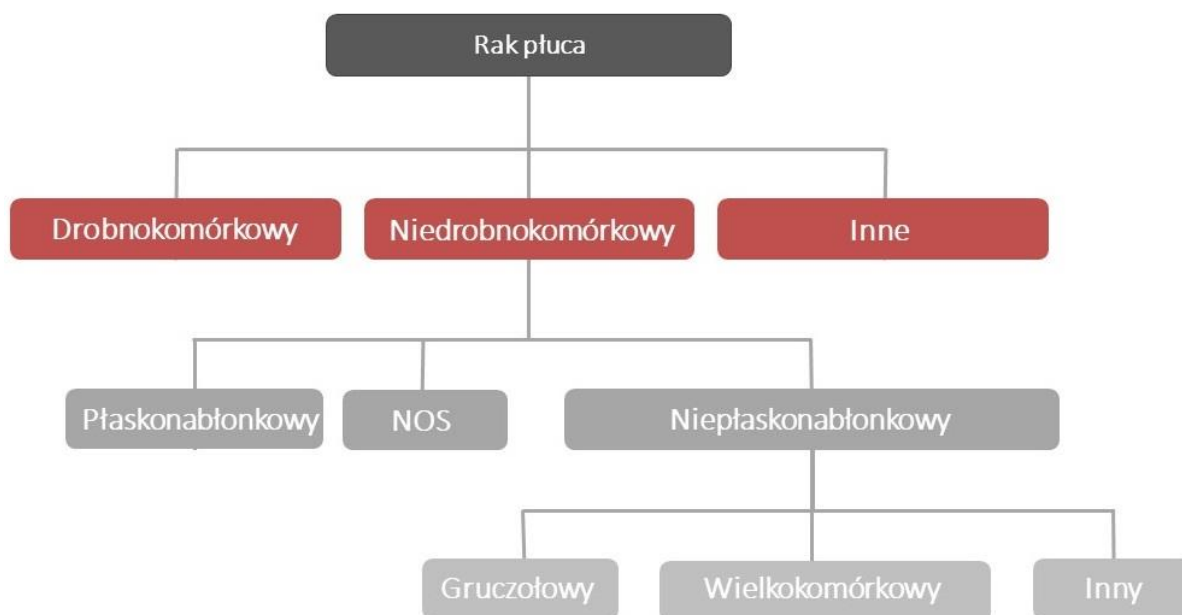 Rak płuca
Drobnokomórkowy
Niedrobnokomórkowy
Inne
Płaskonabłonkowy
NOS
Niepłaskonabłonkowy
Gruczołowy
Wielkokomórkowy
Inny